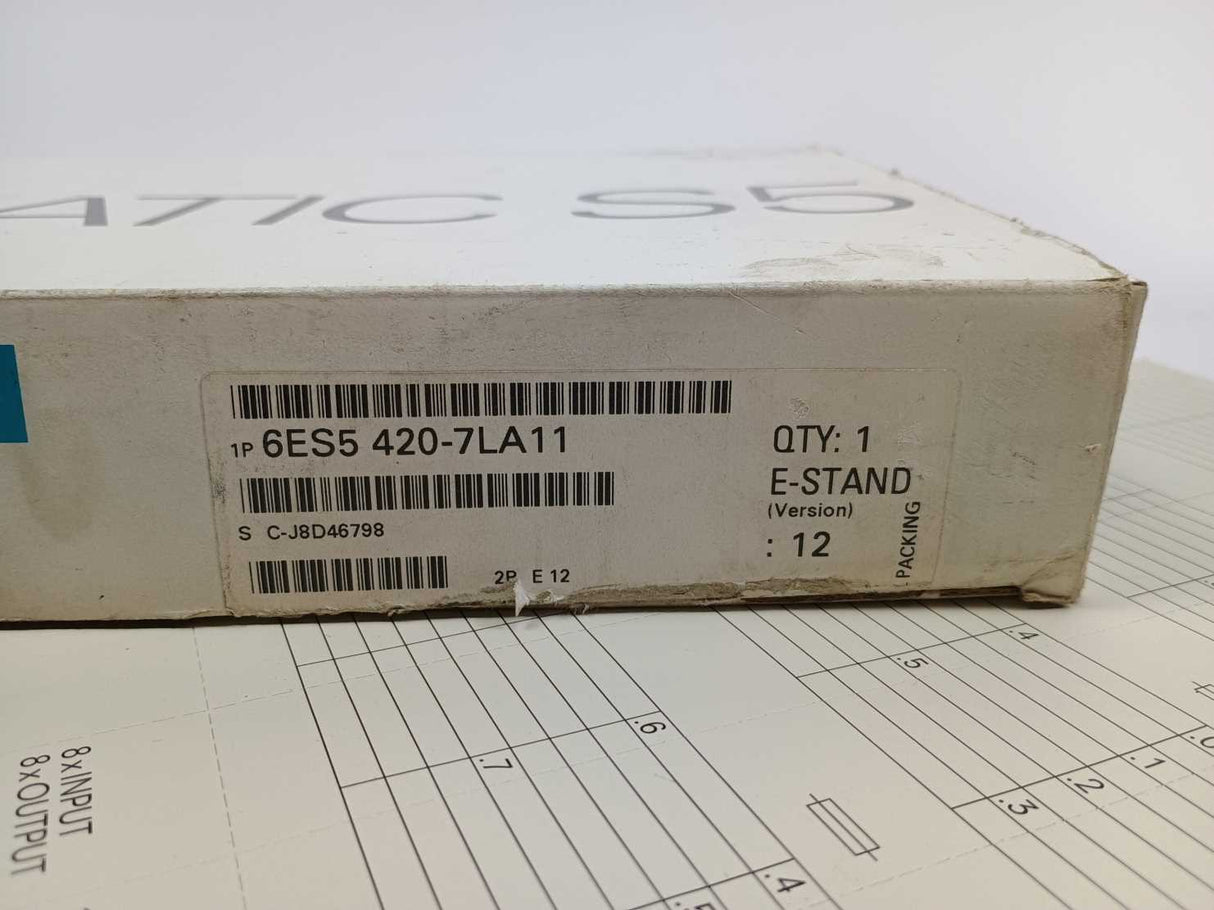 ATIC S5
1P 6ES5 420-7LA11
QTY: 1
E-STAND
(Version)
: 12
S C-J8D46798
2P E 12
PACKING
8xINPUT
8xOUTPUT
.4
.5
.6
.7
.0
.1
.2
.3
.4
.5